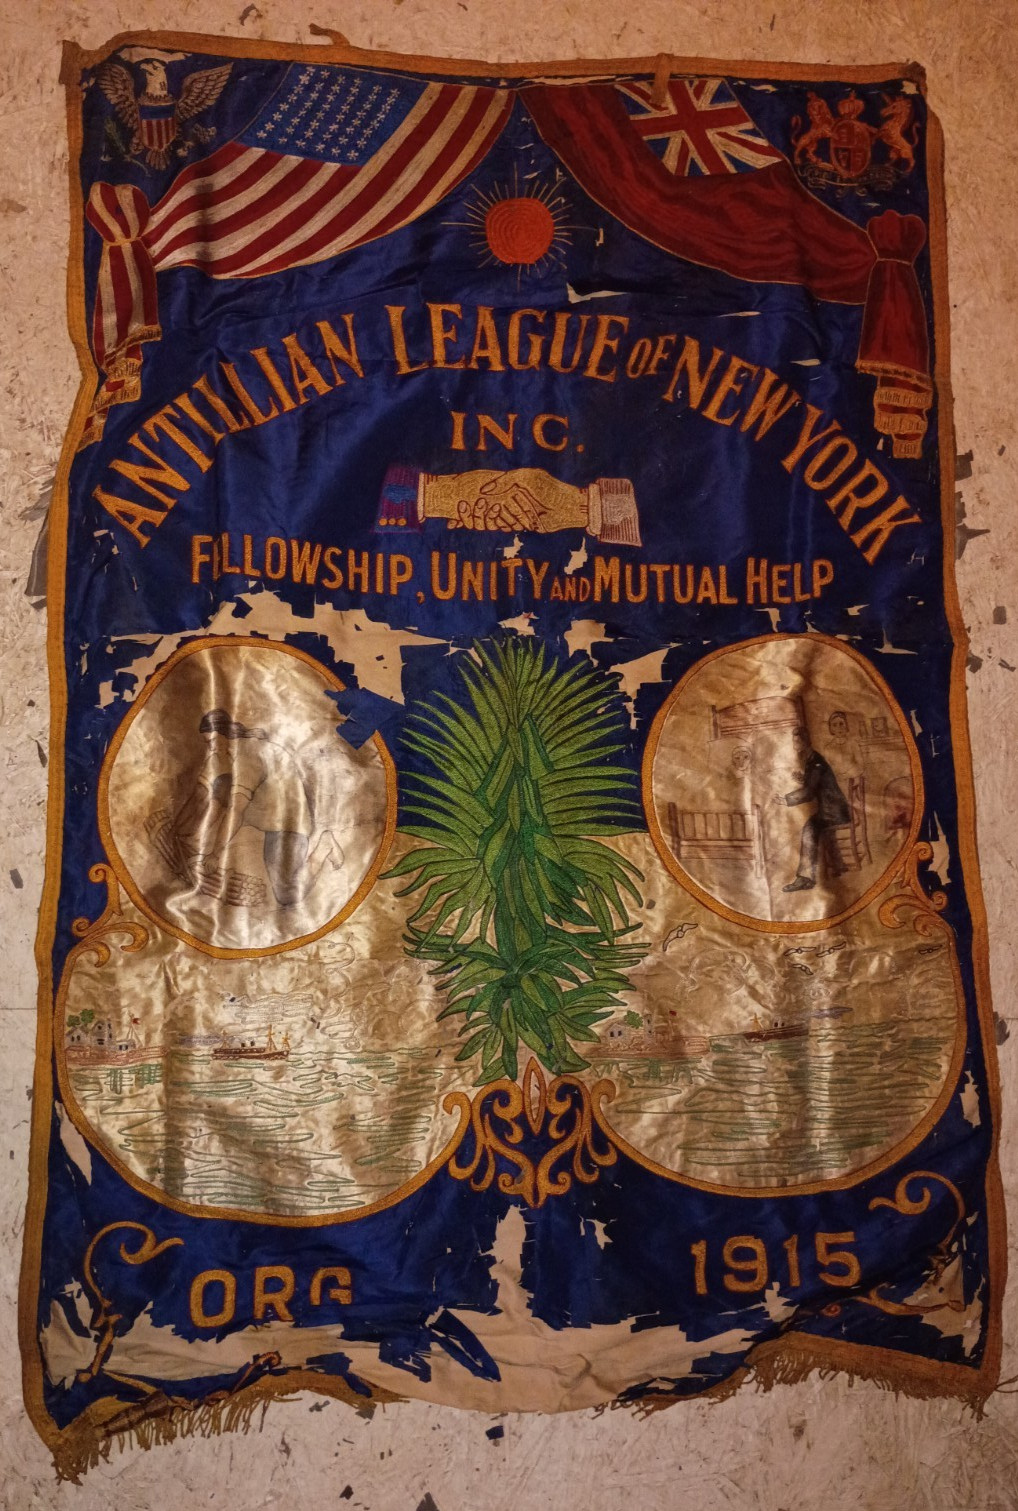 ANTILLIAN LEAGUE OF NEW YORK
INC.
FELLOWSHIP, UNITY AND MUTUAL HELP
ORG 1915